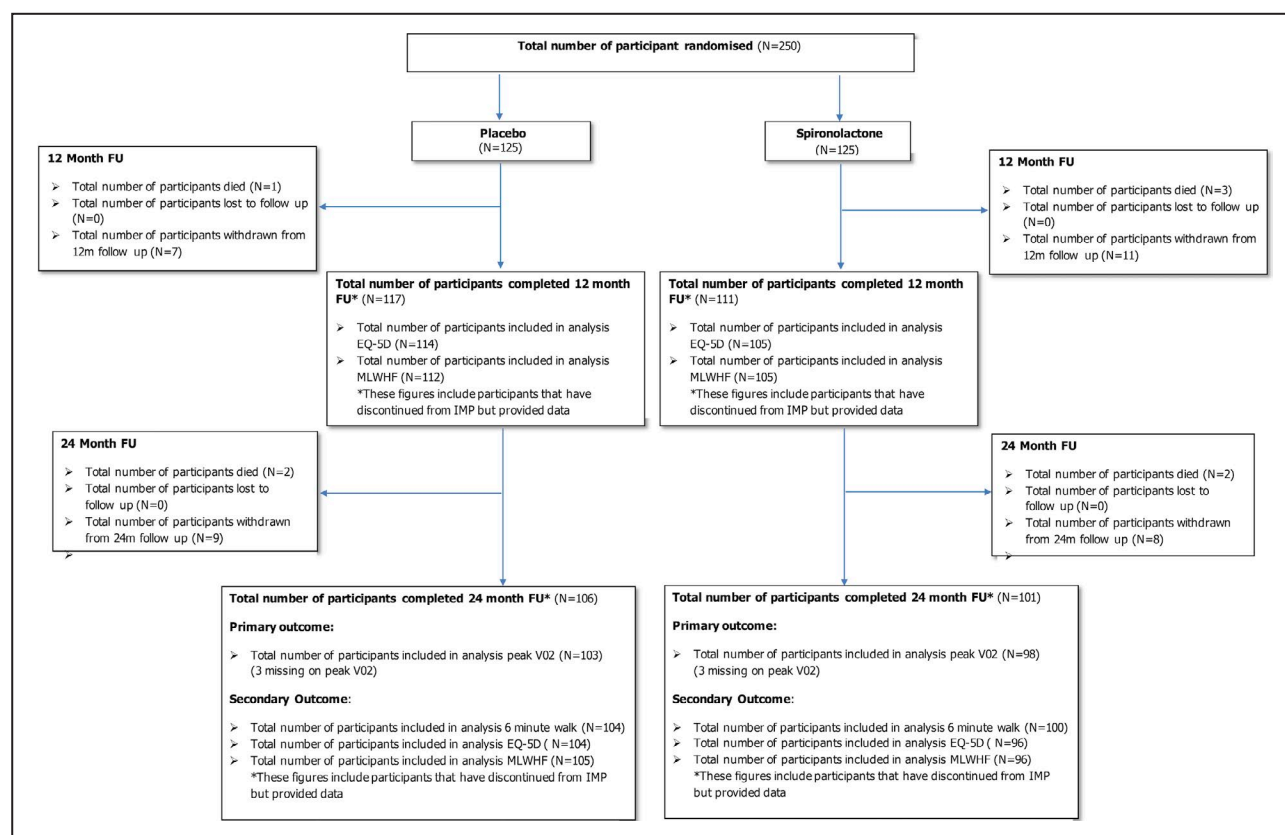 Total number of participant randomised (N=250)
Placebo
(N=125)
Spironolactone
(N=125)
12 Month FU
➢ Total number of participants died (N=1)
➢ Total number of participants lost to follow up
(N=0)
➢ Total number of participants withdrawn from
12m follow up (N=7)
12 Month FU
➢ Total number of participants died (N=3)
➢ Total number of participants lost to follow up
(N=0)
➢ Total number of participants withdrawn from
12m follow up (N=11)
Total number of participants completed 12 month
FU* (N=117)
➢ Total number of participants included in analysis
EQ-5D (N=114)
➢ Total number of participants included in analysis
MLWHF (N=112)
*These figures include participants that have
discontinued from IMP but provided data
Total number of participants completed 12 month
FU* (N=111)
➢ Total number of participants included in analysis
EQ-5D (N=105)
➢ Total number of participants included in analysis
MLWHF (N=105)
*These figures include participants that have
discontinued from IMP but provided data
24 Month FU
➢ Total number of participants died (N=2)
➢ Total number of participants lost to
follow up (N=0)
➢ Total number of participants withdrawn
from 24m follow up (N=9)
➢
24 Month FU
➢ Total number of participants died (N=2)
➢ Total number of participants lost to
follow up (N=0)
➢ Total number of participants withdrawn
from 24m follow up (N=8)
➢
Total number of participants completed 24 month FU* (N=106)
Primary outcome:
➢ Total number of participants included in analysis peak V02 (N=103)
(3 missing on peak V02)
Secondary Outcome:
➢ Total number of participants included in analysis 6 minute walk (N=104)
➢ Total number of participants included in analysis EQ-5D ( N=104)
➢ Total number of participants included in analysis MLWHF (N=105)
*These figures include participants that have discontinued from IMP
but provided data
Total number of participants completed 24 month FU* (N=101)
Primary outcome:
➢ Total number of participants included in analysis peak V02 (N=98)
(3 missing on peak V02)
Secondary Outcome:
➢ Total number of participants included in analysis 6 minute walk (N=100)
➢ Total number of participants included in analysis EQ-5D ( N=96)
➢ Total number of participants included in analysis MLWHF (N=96)
*These figures include participants that have discontinued from IMP
but provided data